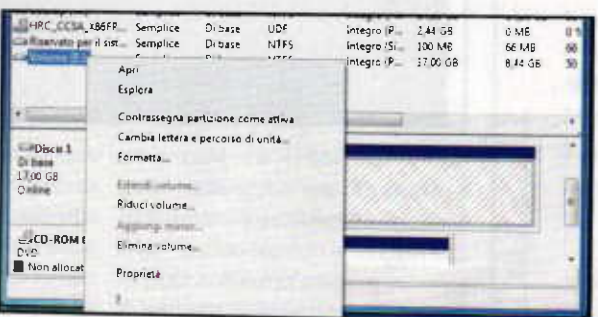 HRC_CCSA_X86FR... Semplice Di base UDF Integro (P... 2,44 GB 0 MB
Riservato per il sist... Semplice Di base NTFS Integro (Si... 100 MB 66 MB
Integro (P... 17,00 GB 8,44 GB
Apri
Esplora
Contrassegna partizione come attiva
Cambia lettera e percorso di unità...
Formatta...
Estendi volume...
Riduci volume...
Aggiungi mirror...
Elimina volume...
Proprietà
?
Disco 1
Di base
17,00 GB
Online
CD-ROM
DVD
Non allocat